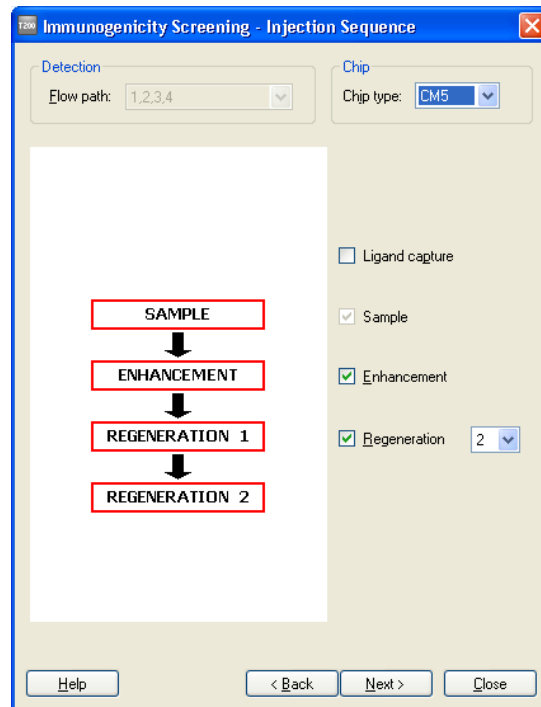 T200 Immunogenicity Screening - Injection Sequence
Detection
Flow path: 1,2,3,4
Chip
Chip type: CM5
Ligand capture
SAMPLE
Sample
ENHANCEMENT
Enhancement
REGENERATION 1
Regeneration 2
REGENERATION 2
Help
< Back
Next >
Close